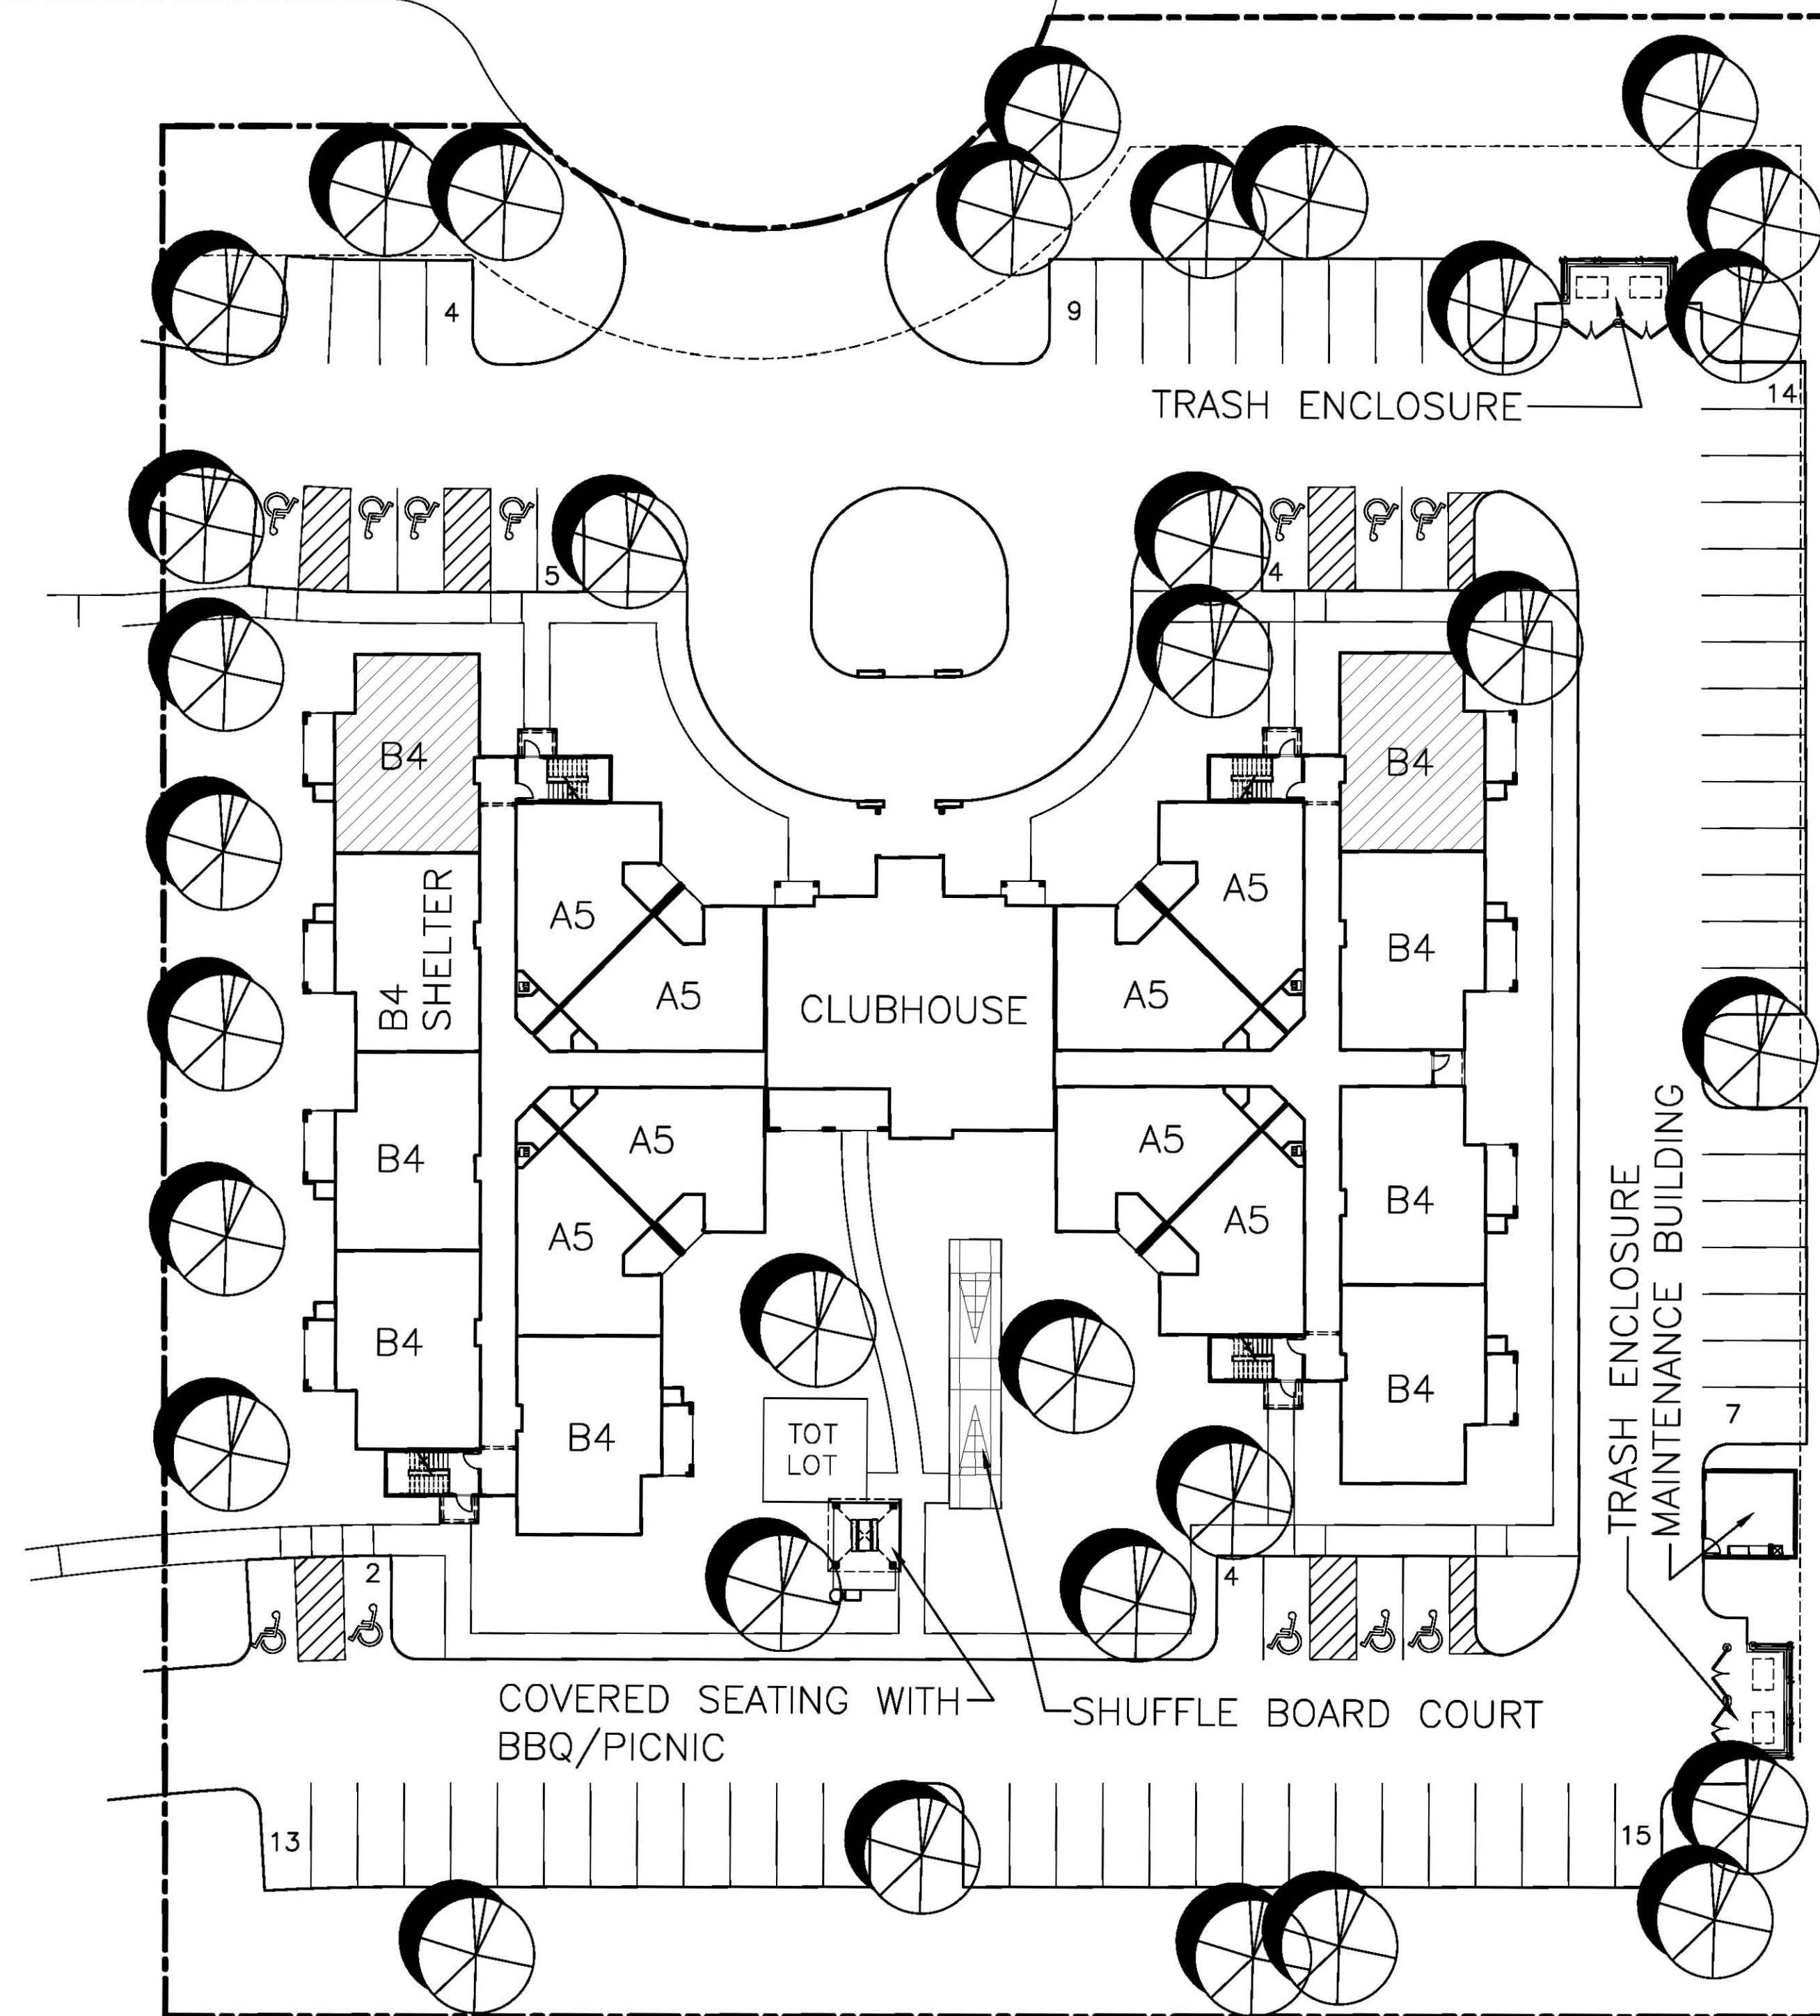 4
9
TRASH ENCLOSURE
14
5
4
B4
B4
B4
SHELTER
A5
A5
A5
A5
B4
CLUBHOUSE
B4
A5
A5
A5
A5
B4
B4
B4
TOT
LOT
B4
TRASH ENCLOSURE
MAINTENANCE BUILDING
7
2
4
COVERED SEATING WITH
BBQ/PICNIC
SHUFFLE BOARD COURT
13
15